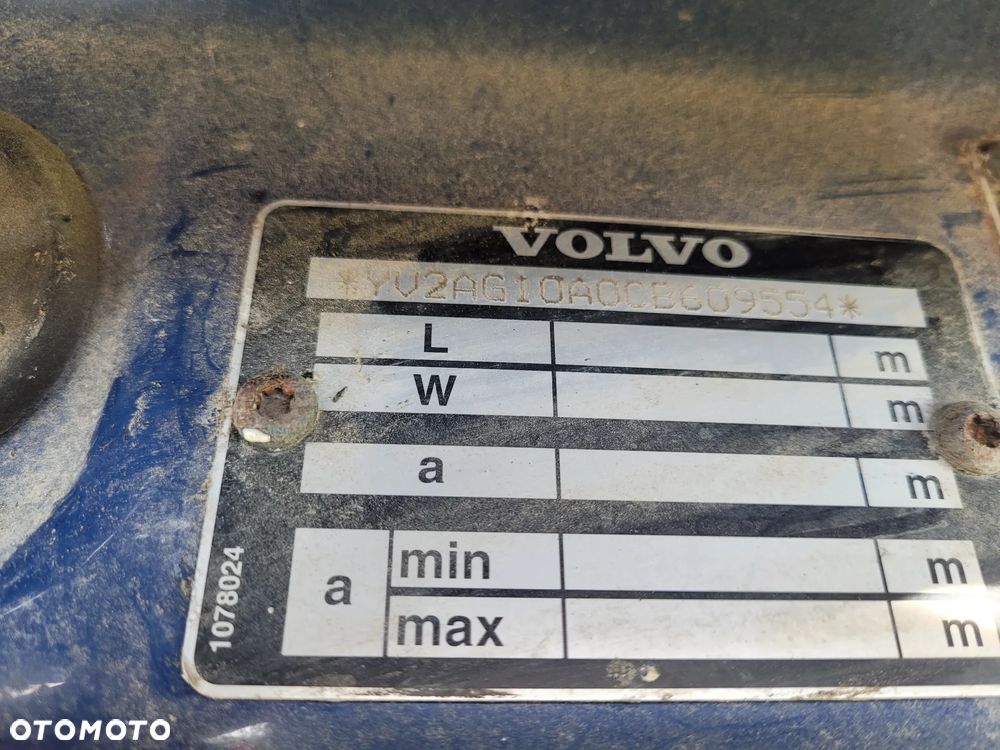 VOLVO
*YV2AG10A0CB609554*
L m
W m
a m
a min m
max m
1078024
OTOMOTO